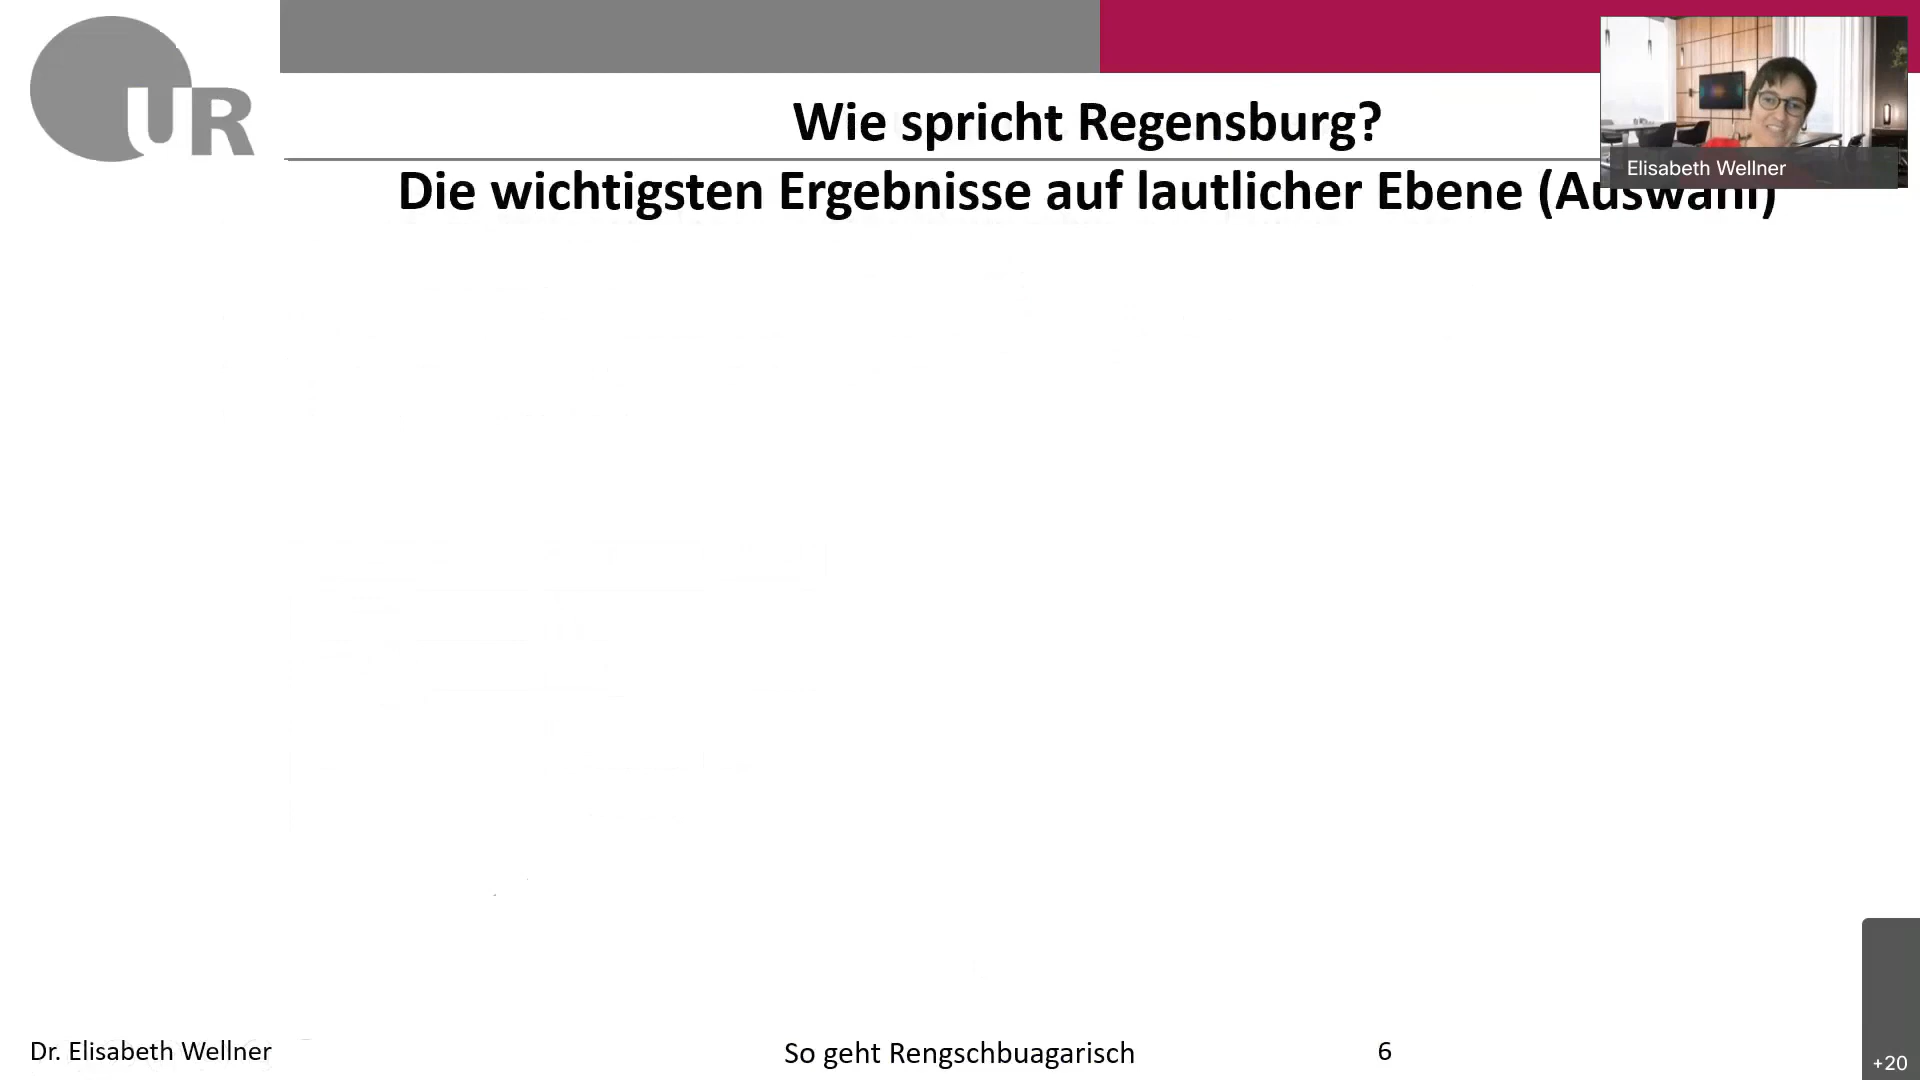 UR
Wie spricht Regensburg?
Die wichtigsten Ergebnisse auf lautlicher Ebene (Auswahl)
Elisabeth Wellner
Dr. Elisabeth Wellner
So geht Rengschbuagarisch
6
+20